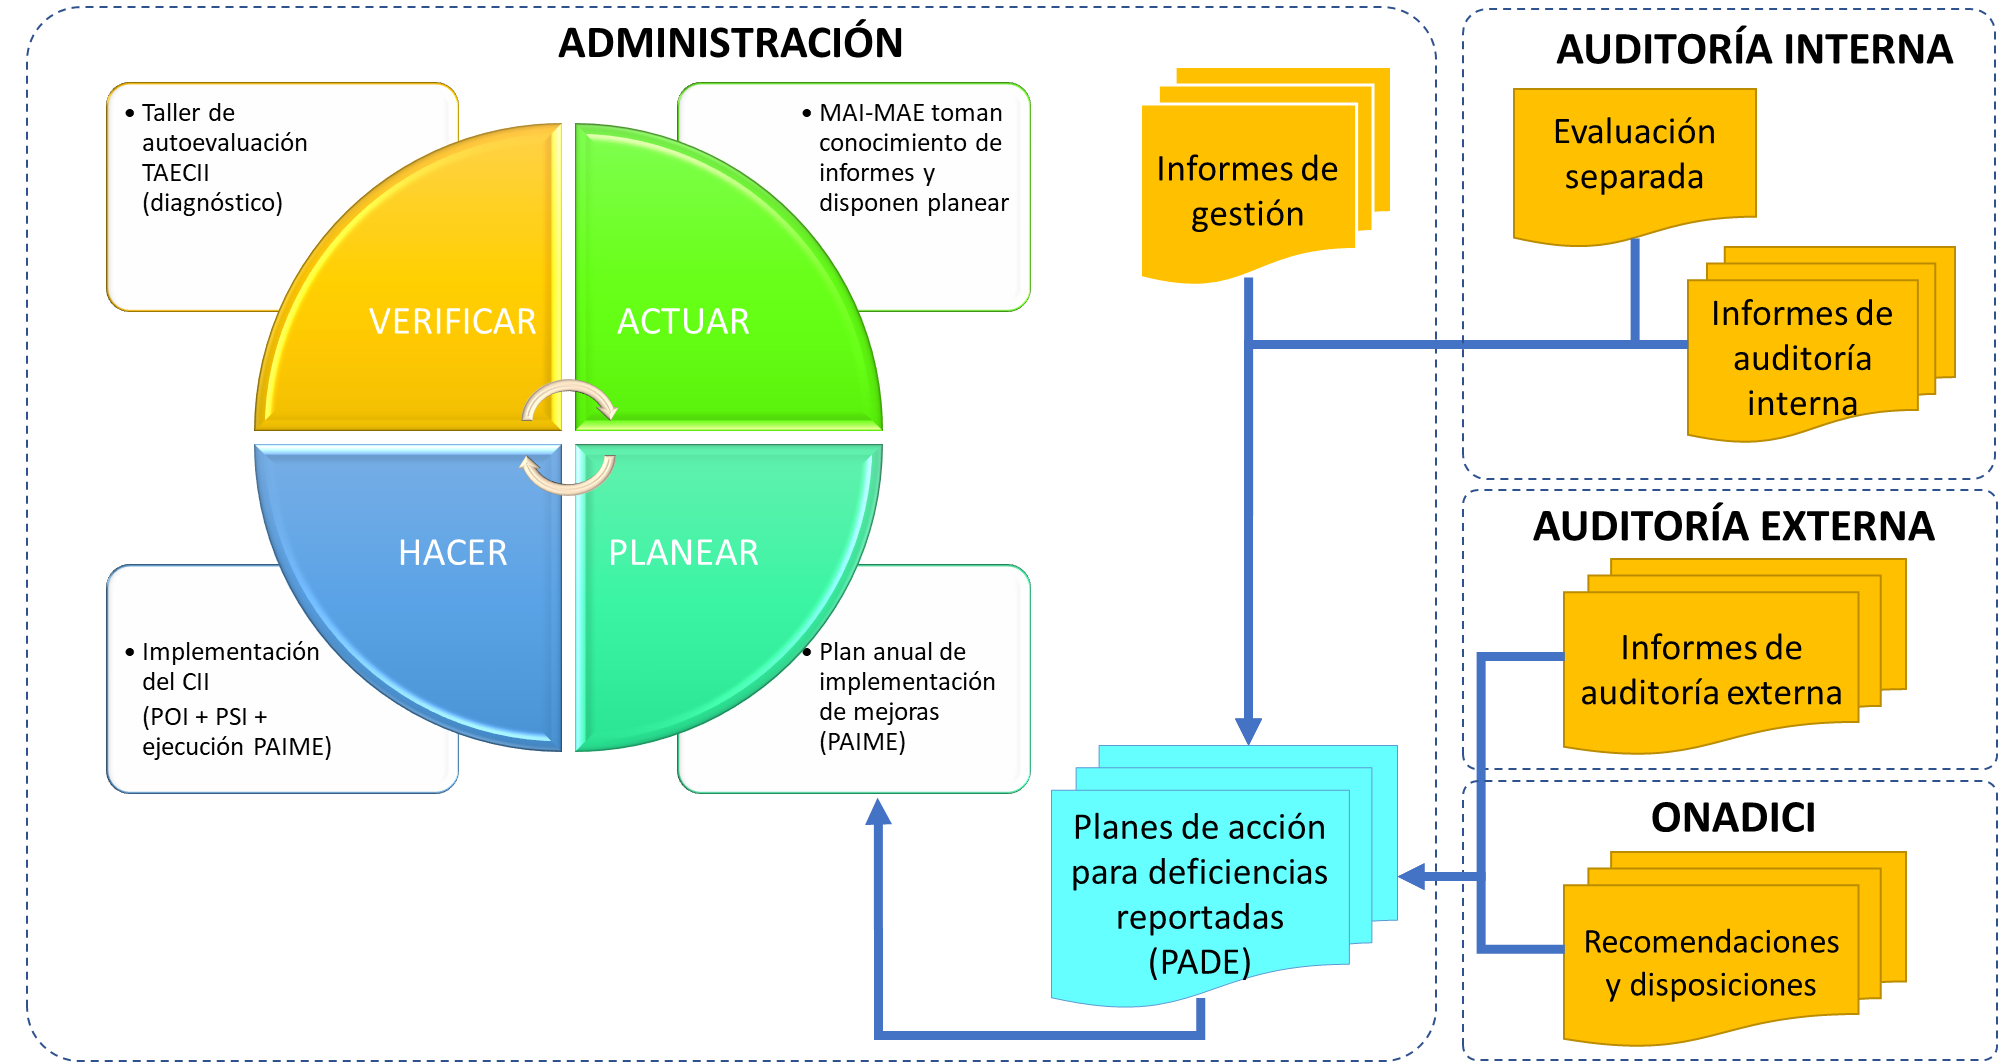 ADMINISTRACIÓN
• Taller de
autoevaluación
TAECII
(diagnóstico)
• MAI-MAE toman
conocimiento de
informes y
disponen planear
VERIFICAR
ACTUAR
HACER
PLANEAR
• Implementación
del CII
(POI + PSI +
ejecución PAIME)
• Plan anual de
implementación
de mejoras
(PAIME)
Informes de
gestión
Planes de acción
para deficiencias
reportadas
(PADE)
AUDITORÍA INTERNA
Evaluación
separada
Informes de
auditoría
interna
AUDITORÍA EXTERNA
Informes de
auditoría externa
ONADICI
Recomendaciones
y disposiciones